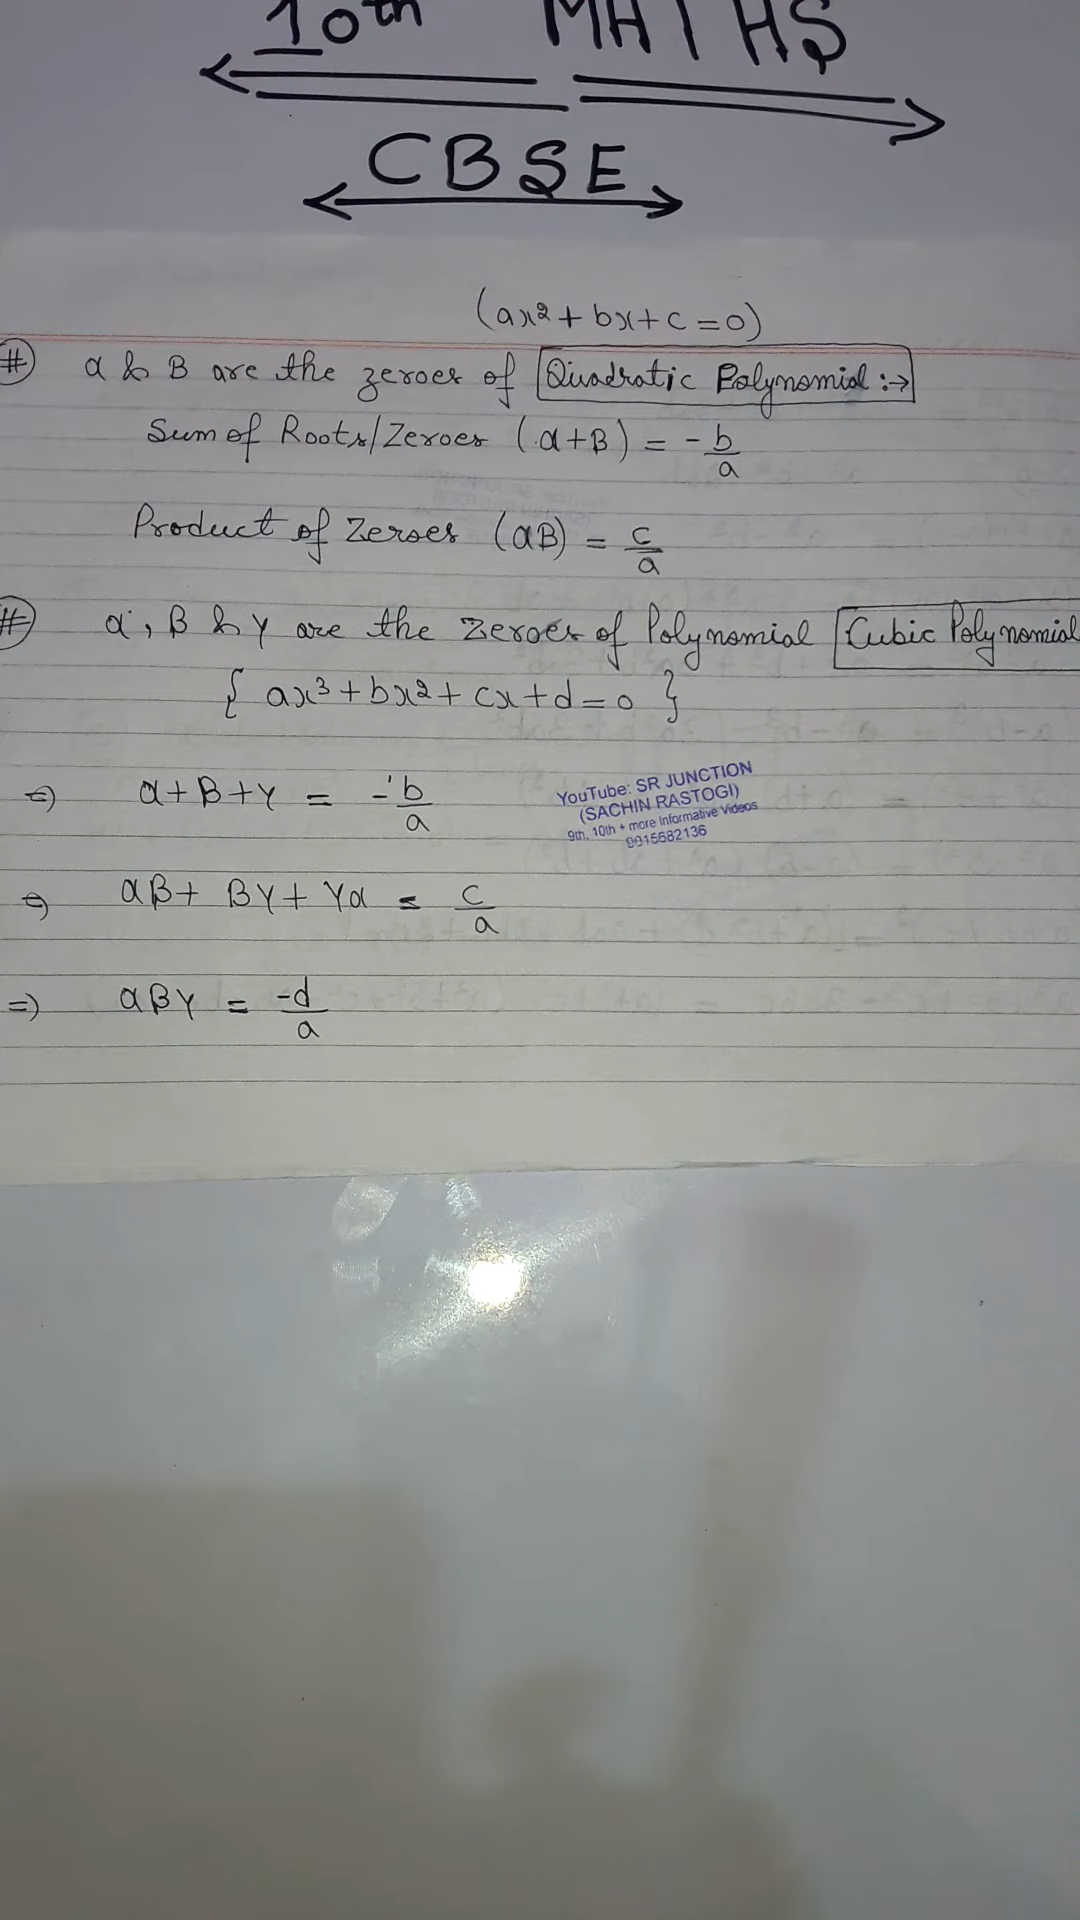 10th MATHS
CBSE
(ax²+bx+c=0)
# α & β are the zeroes of Quadratic Polynomial :→
Sum of Roots/Zeroes (α+β) = -b/a
Product of Zeroes (αβ) = c/a
# α, β & γ are the zeroes of Polynomial Cubic Polynomial
{ ax³+bx²+cx+d=0 }
⇒ α+β+γ = -b/a
⇒ αβ+βγ+γα = c/a
⇒ αβγ = -d/a
YouTube: SR JUNCTION
(SACHIN RASTOGI)
9th, 10th + more Informative Videos
9915682136